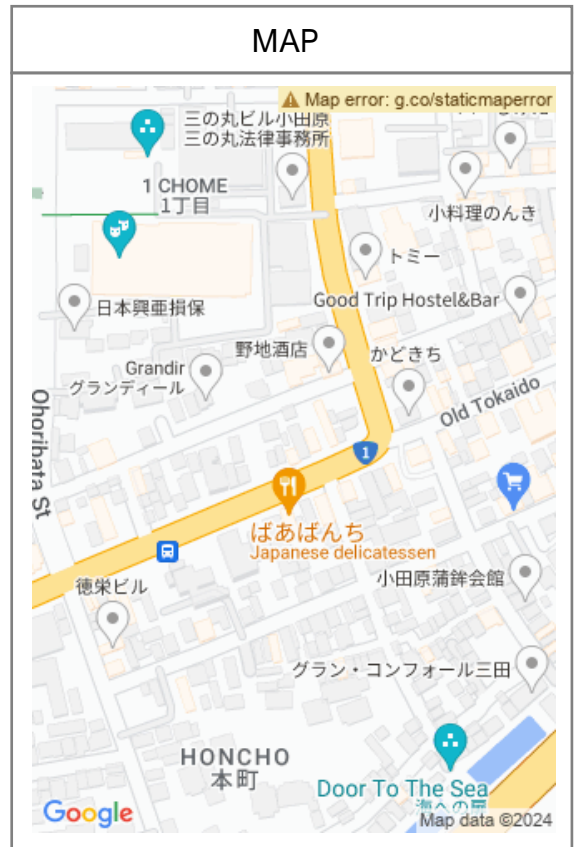 MAP
Map error: g.co/staticmaperror
三の丸ビル小田原
三の丸法律事務所
1 CHOME
1丁目
小料理のんき
トミー
日本興亜損保
Good Trip Hostel&Bar
野地酒店
かどきち
Grandir
グランディール
Old Tokaido
Ohorihata St
1
ばあばんち
Japanese delicatessen
小田原蒲鉾会館
徳栄ビル
グラン・コンフォール三田
HONCHO
本町
Door To The Sea
海への扉
Google
Map data ©2024